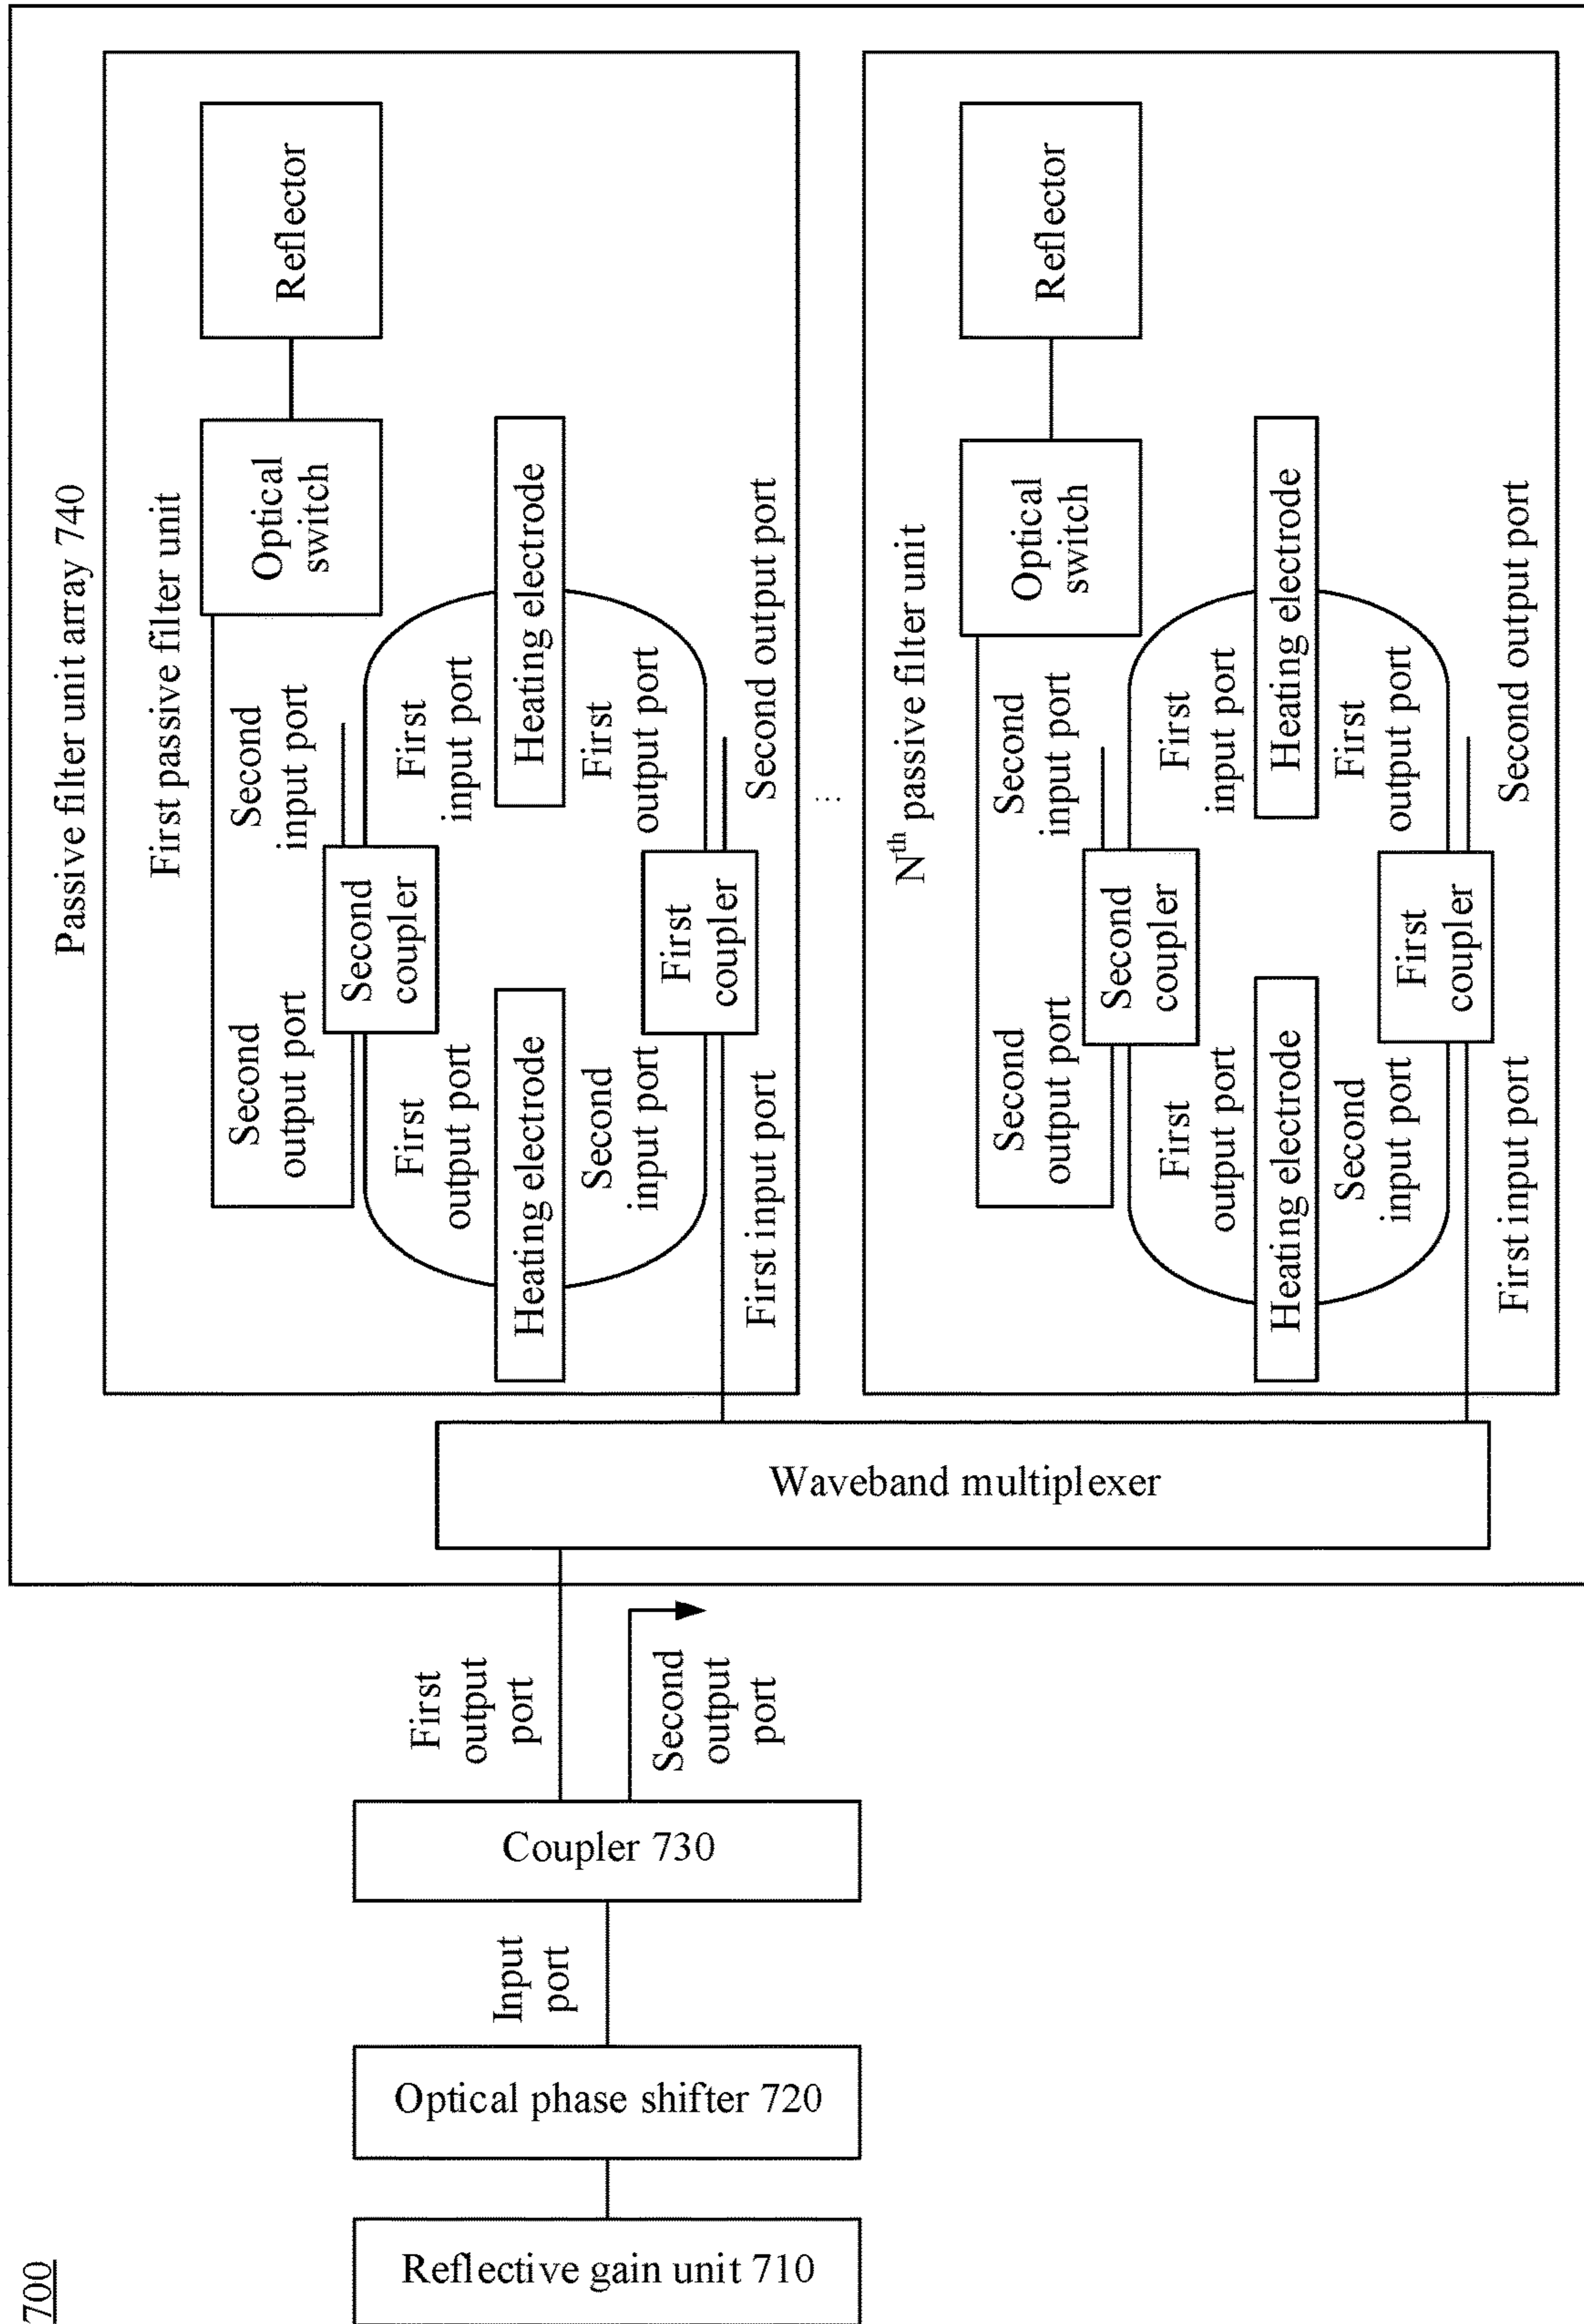 700
Reflective gain unit 710
Optical phase shifter 720
Input
port
Coupler 730
First
output
port
Second
output
port
Passive filter unit array 740
Waveband multiplexer
First passive filter unit
Second
output port
Second
input port
Second
coupler
Optical
switch
Reflector
First
output port
First
input port
Heating electrode
Heating electrode
Second
input port
First
output port
First
coupler
First input port
Second output port
...
Nth passive filter unit
Second
output port
Second
input port
Second
coupler
Optical
switch
Reflector
First
output port
First
input port
Heating electrode
Heating electrode
Second
input port
First
output port
First
coupler
First input port
Second output port